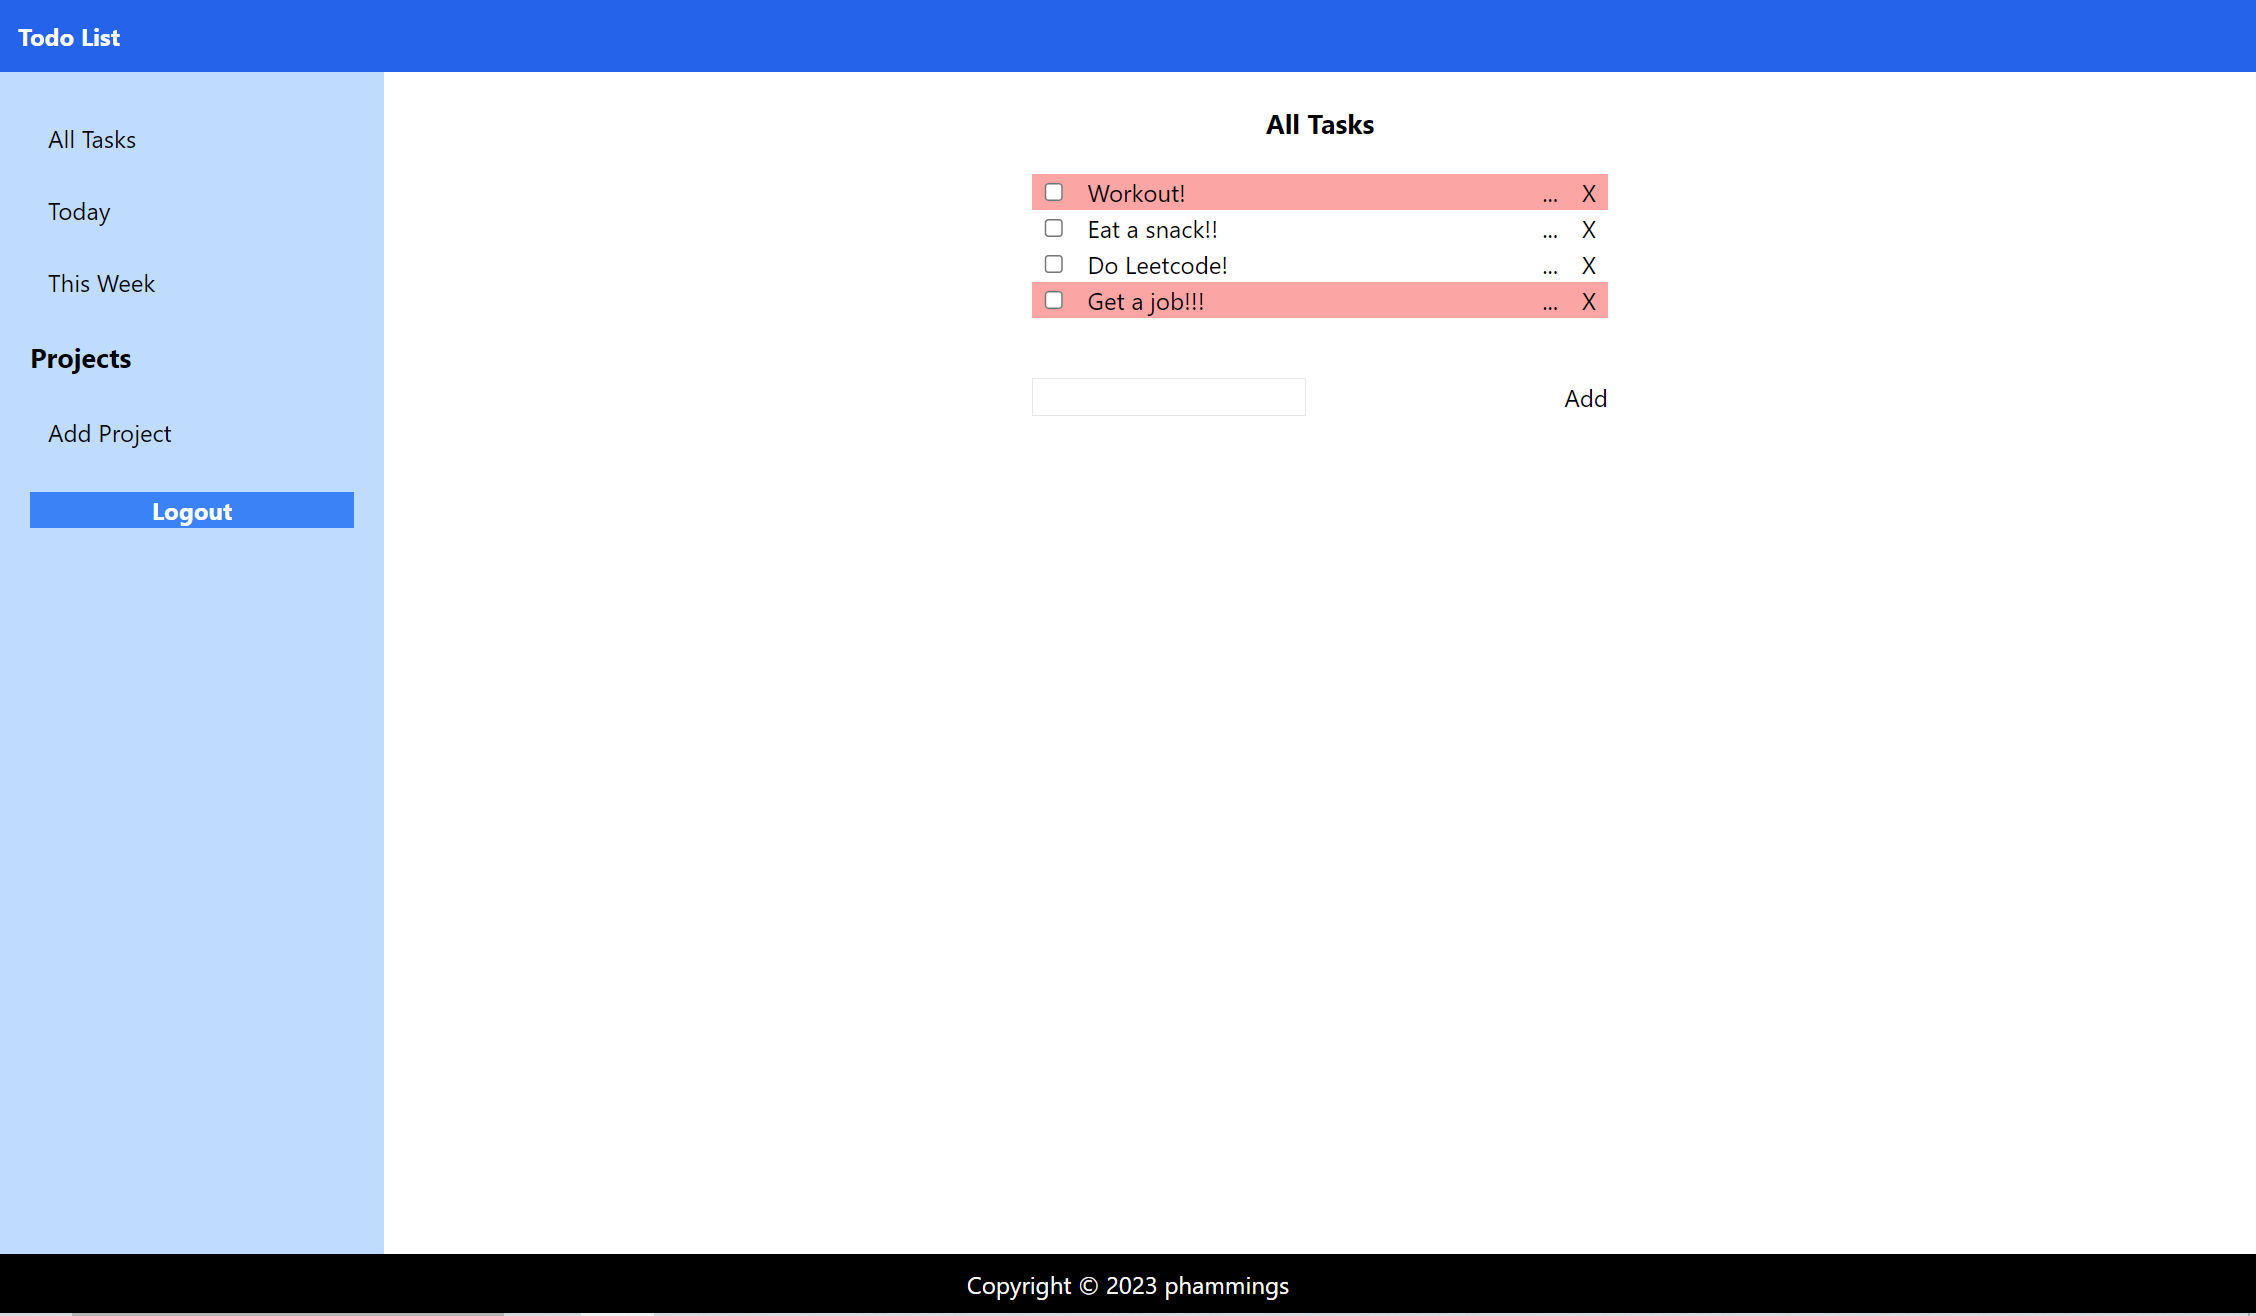 Todo List
All Tasks
Today
This Week
Projects
Add Project
Logout
All Tasks
Workout! ... X
Eat a snack!! ... X
Do Leetcode! ... X
Get a job!!! ... X
Add
Copyright © 2023 phammings